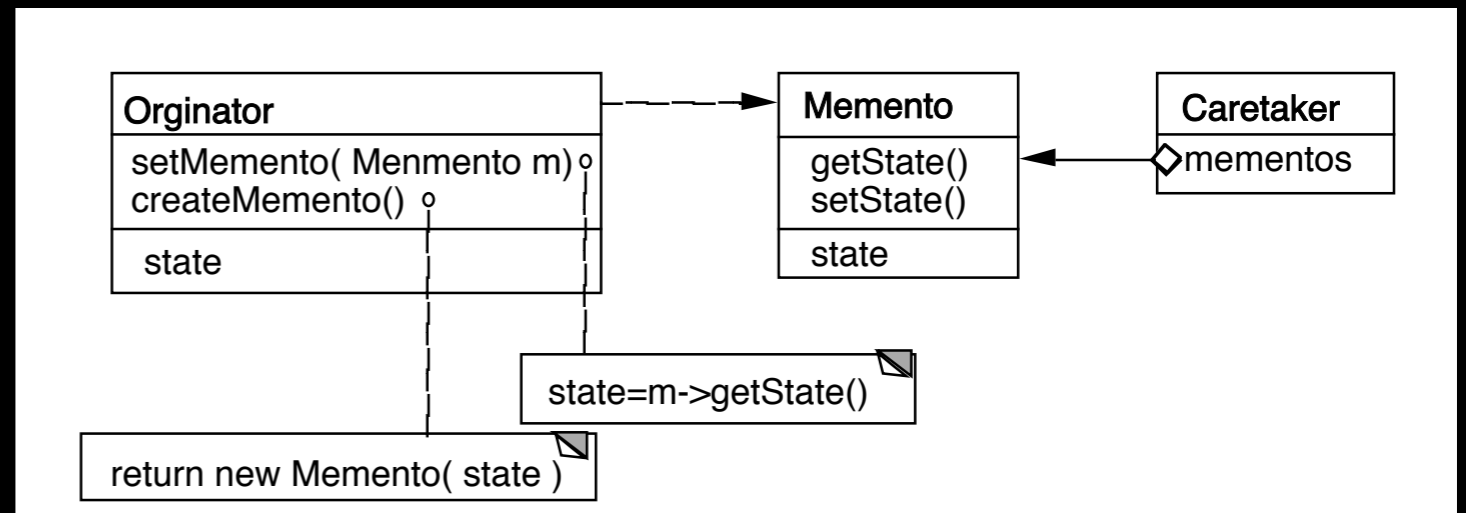 Orginator
setMemento( Menmento m)
createMemento()
state
Memento
getState()
setState()
state
Caretaker
mementos
state=m->getState()
return new Memento( state )